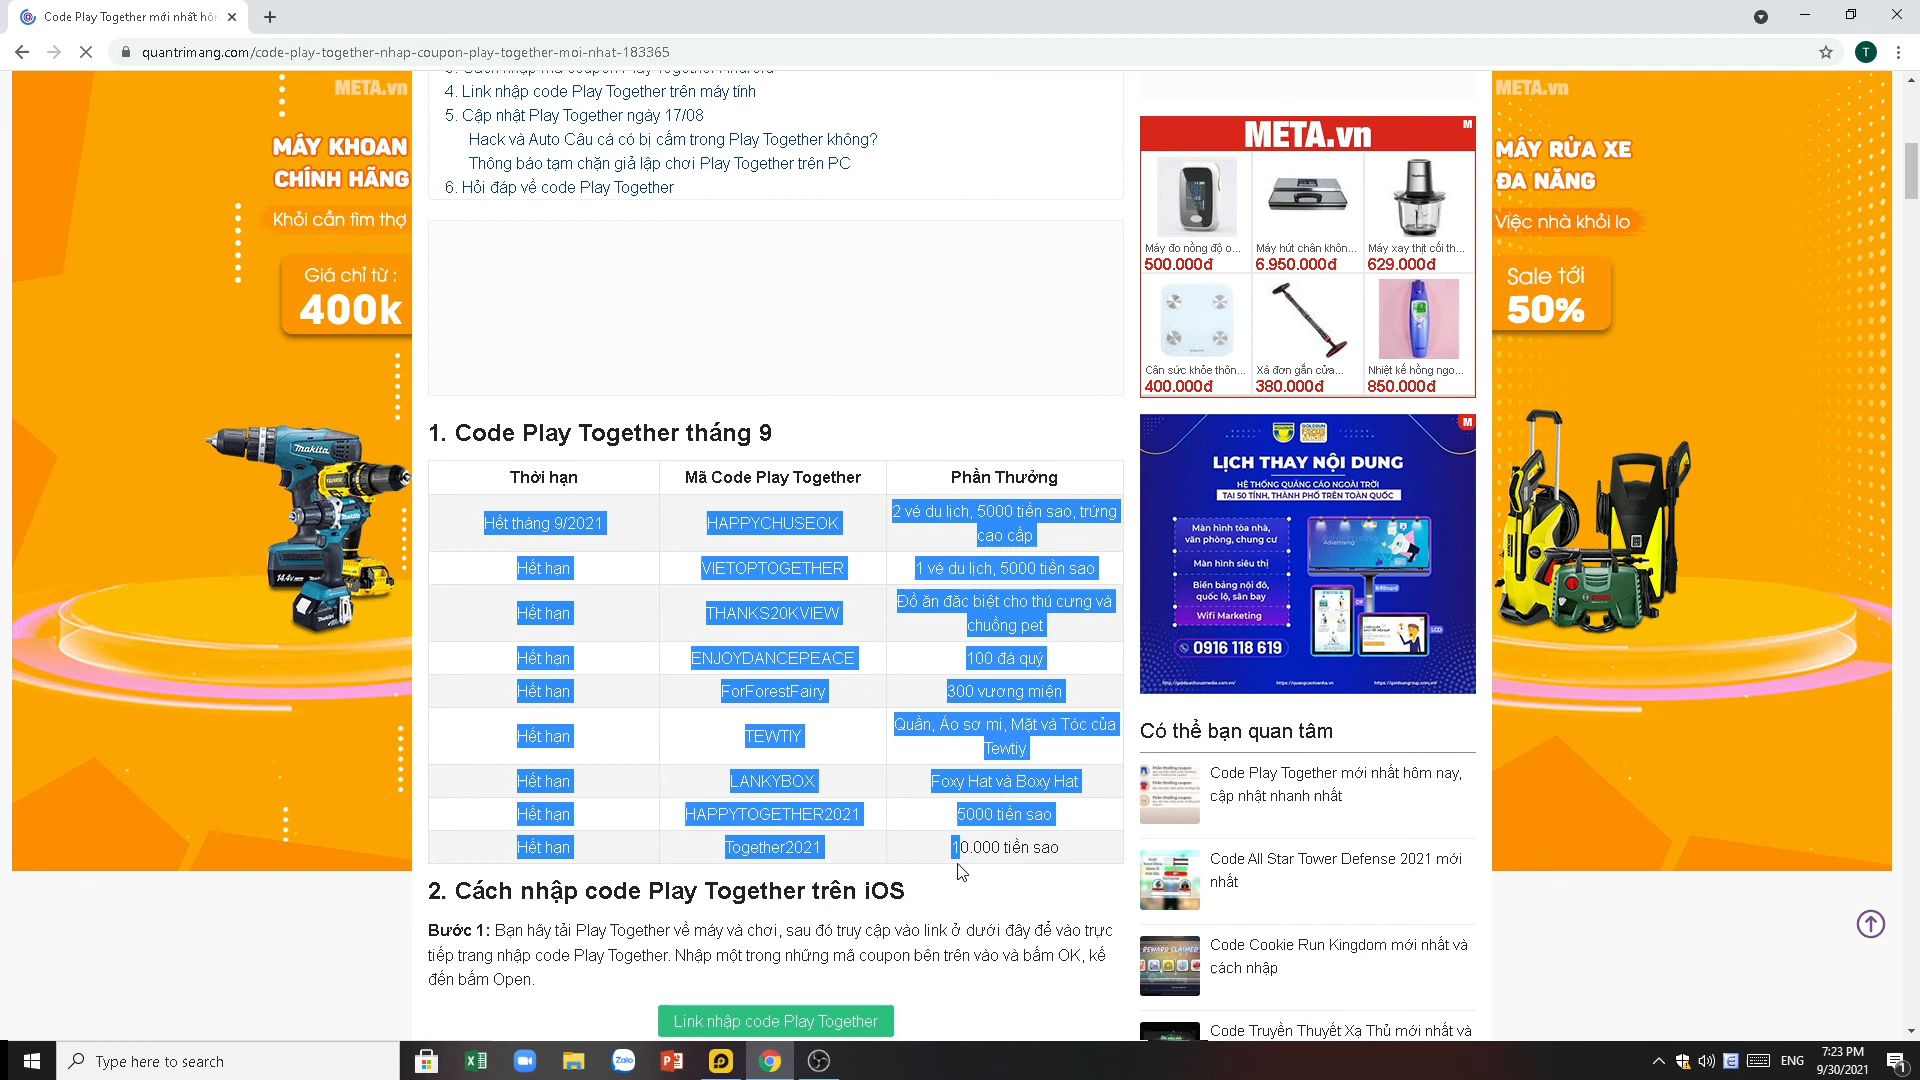 Code Play Together mới nhất hôn
quantrimang.com/code-play-together-nhap-coupon-play-together-moi-nhat-183365
T
META.vn
MÁY KHOAN
CHÍNH HÃNG
Khỏi cần tìm thợ
Giá chỉ từ :
400k
4. Link nhập code Play Together trên máy tính
5. Cập nhật Play Together ngày 17/08
Hack và Auto Câu cá có bị cấm trong Play Together không?
Thông báo tạm chặn giả lập chơi Play Together trên PC
6. Hỏi đáp về code Play Together
1. Code Play Together tháng 9
Thời hạn Mã Code Play Together Phần Thưởng
Hết tháng 9/2021 HAPPYCHUSEOK 2 vé du lịch, 5000 tiền sao, trứng
cao cấp
Hết hạn VIETOPTOGETHER 1 vé du lịch, 5000 tiền sao
Hết hạn THANKS20KVIEW Đồ ăn đăc biệt cho thú cưng và
chuồng pet
Hết hạn ENJOYDANCEPEACE 100 đá quý
Hết hạn ForForestFairy 300 vương miện
Hết hạn TEWTIY Quần, Áo sơ mi, Mặt và Tóc của
Tewtiy
Hết hạn LANKYBOX Foxy Hat và Boxy Hat
Hết hạn HAPPYTOGETHER2021 5000 tiền sao
Hết hạn Together2021 10.000 tiền sao
2. Cách nhập code Play Together trên iOS
Bước 1: Bạn hãy tải Play Together về máy và chơi, sau đó truy cập vào link ở dưới đây để vào trực
tiếp trang nhập code Play Together. Nhập một trong những mã coupon bên trên vào và bấm OK, kế
đến bấm Open.
Link nhập code Play Together
META.vn
M
Máy đo nồng độ o... Máy hút chân khôn... Máy xay thịt cối th...
500.000đ 6.950.000đ 629.000đ
Cân sức khỏe thôn... Xà đơn gắn cửa... Nhiệt kế hồng ngo...
400.000đ 380.000đ 850.000đ
M
LỊCH THAY NỘI DUNG
HỆ THỐNG QUẢNG CÁO NGOÀI TRỜI
TẠI 50 TỈNH, THÀNH PHỐ TRÊN TOÀN QUỐC
Màn hình tòa nhà,
văn phòng, chung cư
Màn hình siêu thị
Biển bảng nội đô,
quốc lộ, sân bay
Wifi Marketing
0916 118 619
Có thể bạn quan tâm
Code Play Together mới nhất hôm nay,
cập nhật nhanh nhất
Code All Star Tower Defense 2021 mới
nhất
Code Cookie Run Kingdom mới nhất và
cách nhập
Code Truyền Thuyết Xạ Thủ mới nhất và
META.vn
MÁY RỬA XE
ĐA NĂNG
Việc nhà khỏi lo
Sale tới
50%
Type here to search
Zalo
ENG
7:23 PM
9/30/2021
1